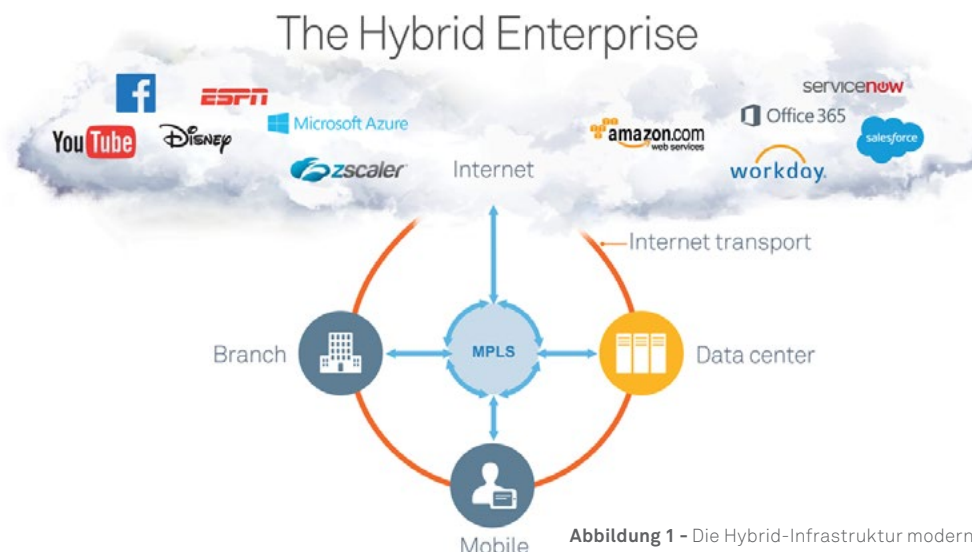 The Hybrid Enterprise
ESPN
servicenow
Microsoft Azure
amazon.com
web services
Office 365
salesforce
YouTube
Disney
zscaler
Internet
workday.
Internet transport
Branch
MPLS
Data center
Mobile
Abbildung 1 - Die Hybrid-Infrastruktur modern